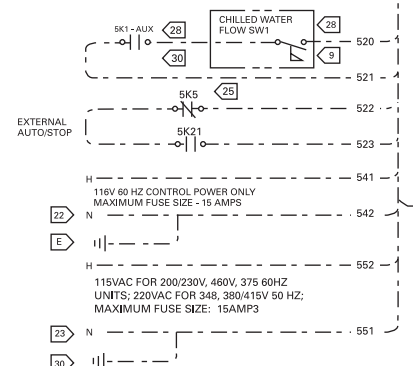 5K1 - AUX 28 CHILLED WATER 28
FLOW SW1
520
30 9
521
5K5 25
522
EXTERNAL
AUTO/STOP
5K21
523
H 541
116V 60 HZ CONTROL POWER ONLY
MAXIMUM FUSE SIZE - 15 AMPS
22 N 542
E
H 552
115VAC FOR 200/230V, 460V, 375 60HZ
UNITS; 220VAC FOR 348, 380/415V 50 HZ;
MAXIMUM FUSE SIZE: 15AMP3
23 N 551
30